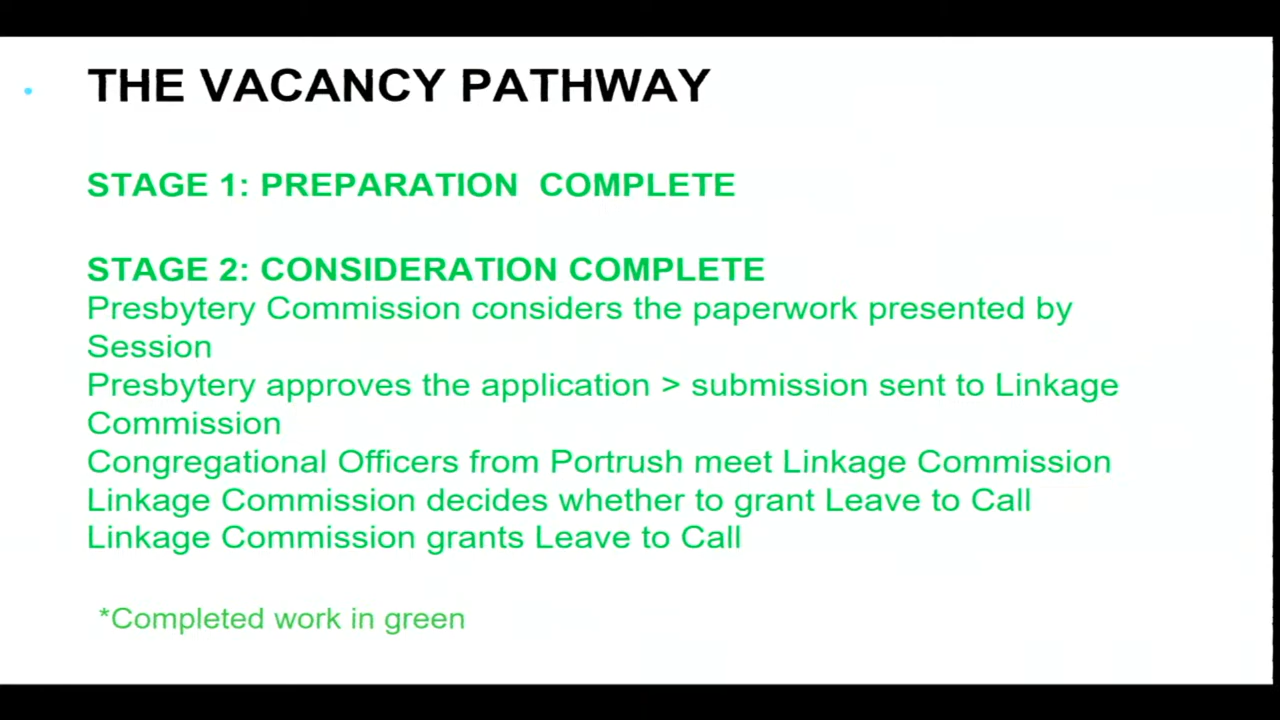 THE VACANCY PATHWAY
STAGE 1: PREPARATION  COMPLETE
STAGE 2: CONSIDERATION COMPLETE
Presbytery Commission considers the paperwork presented by
Session
Presbytery approves the application > submission sent to Linkage
Commission
Congregational Officers from Portrush meet Linkage Commission
Linkage Commission decides whether to grant Leave to Call
Linkage Commission grants Leave to Call
*Completed work in green